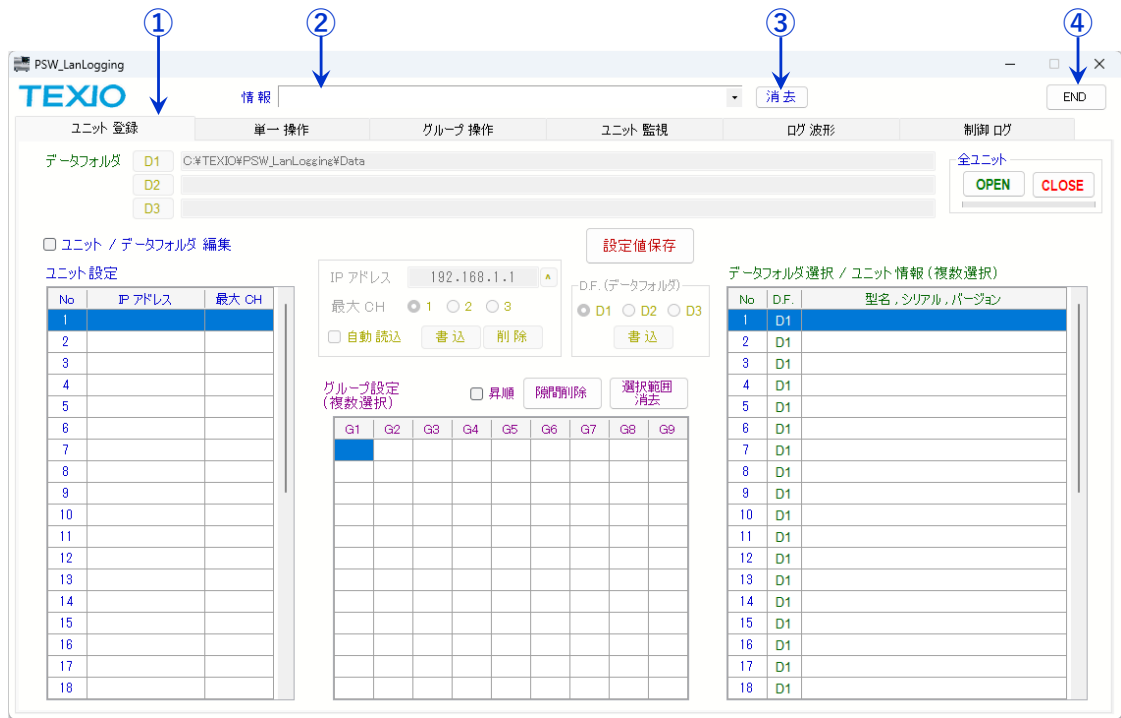 ① ② ③ ④
PSW_LanLogging
TEXIO 情報 消去 END
ユニット 登録 単一 操作 グループ 操作 ユニット 監視 ログ 波形 制御 ログ
データフォルダ D1 C:¥TEXIO¥PSW_LanLogging¥Data 全ユニット
D2 OPEN CLOSE
D3
ユニット / データフォルダ 編集 設定値保存
ユニット設定 IP アドレス 192.168.1.1 ^ D.F. (データフォルダ) データフォルダ選択 / ユニット情報 (複数選択)
No IP アドレス 最大 CH 最大 CH 1 2 3 D1 D2 D3 No D.F. 型名 , シリアル , バージョン
1 自動 読込 書 込 削 除 書 込 1 D1
2 2 D1
3 3 D1
4 グループ設定 昇順 隙間削除 選択範囲 4 D1
5 (複数選択) 消去 5 D1
6 G1 G2 G3 G4 G5 G6 G7 G8 G9 6 D1
7 7 D1
8 8 D1
9 9 D1
10 10 D1
11 11 D1
12 12 D1
13 13 D1
14 14 D1
15 15 D1
16 16 D1
17 17 D1
18 18 D1